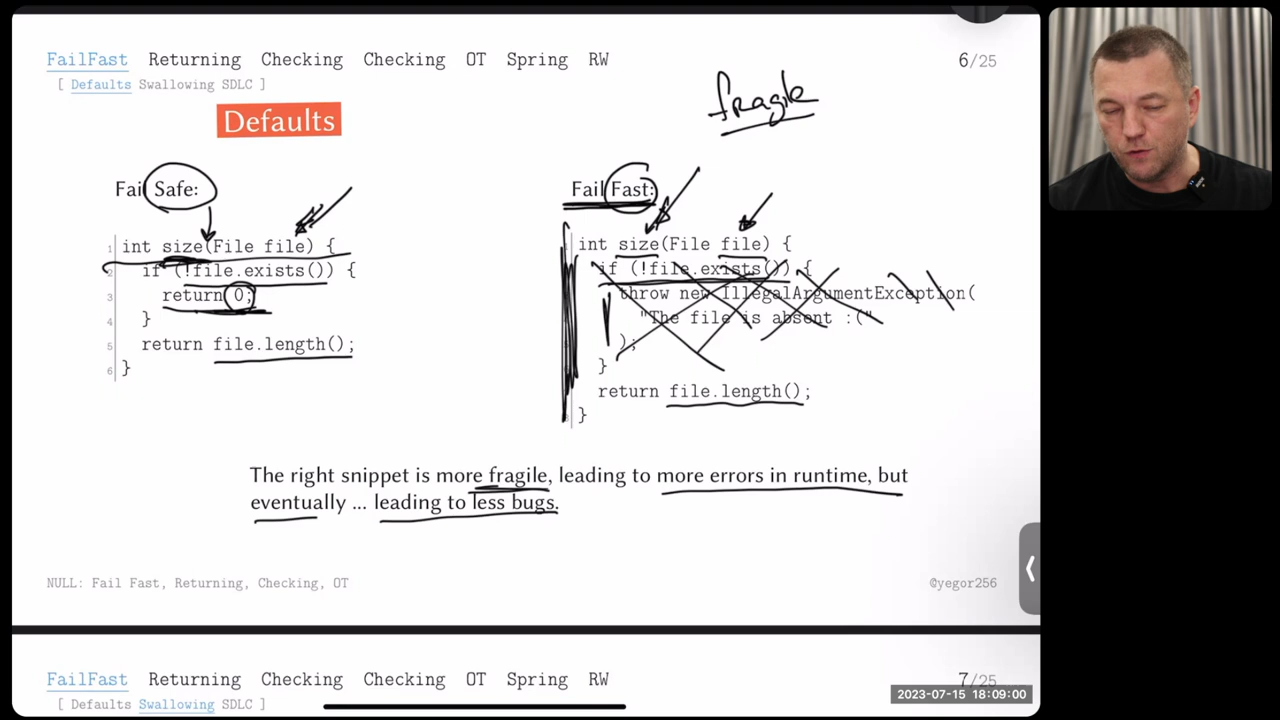 FailFast Returning Checking Checking OT Spring RW 6/25
[ Defaults Swallowing SDLC ]
fragile
Defaults
Fail Safe:
1 int size(File file) {
2 if (!file.exists()) {
3 return 0;
4 }
5 return file.length();
6 }
Fail Fast:
int size(File file) {
if (!file.exists()) {
throw new IllegalArgumentException(
"The file is absent :("
);
}
return file.length();
}
The right snippet is more fragile, leading to more errors in runtime, but
eventually ... leading to less bugs.
NULL: Fail Fast, Returning, Checking, OT @yegor256
FailFast Returning Checking Checking OT Spring RW 7/25
[ Defaults Swallowing SDLC ]
2023-07-15 18:09:00